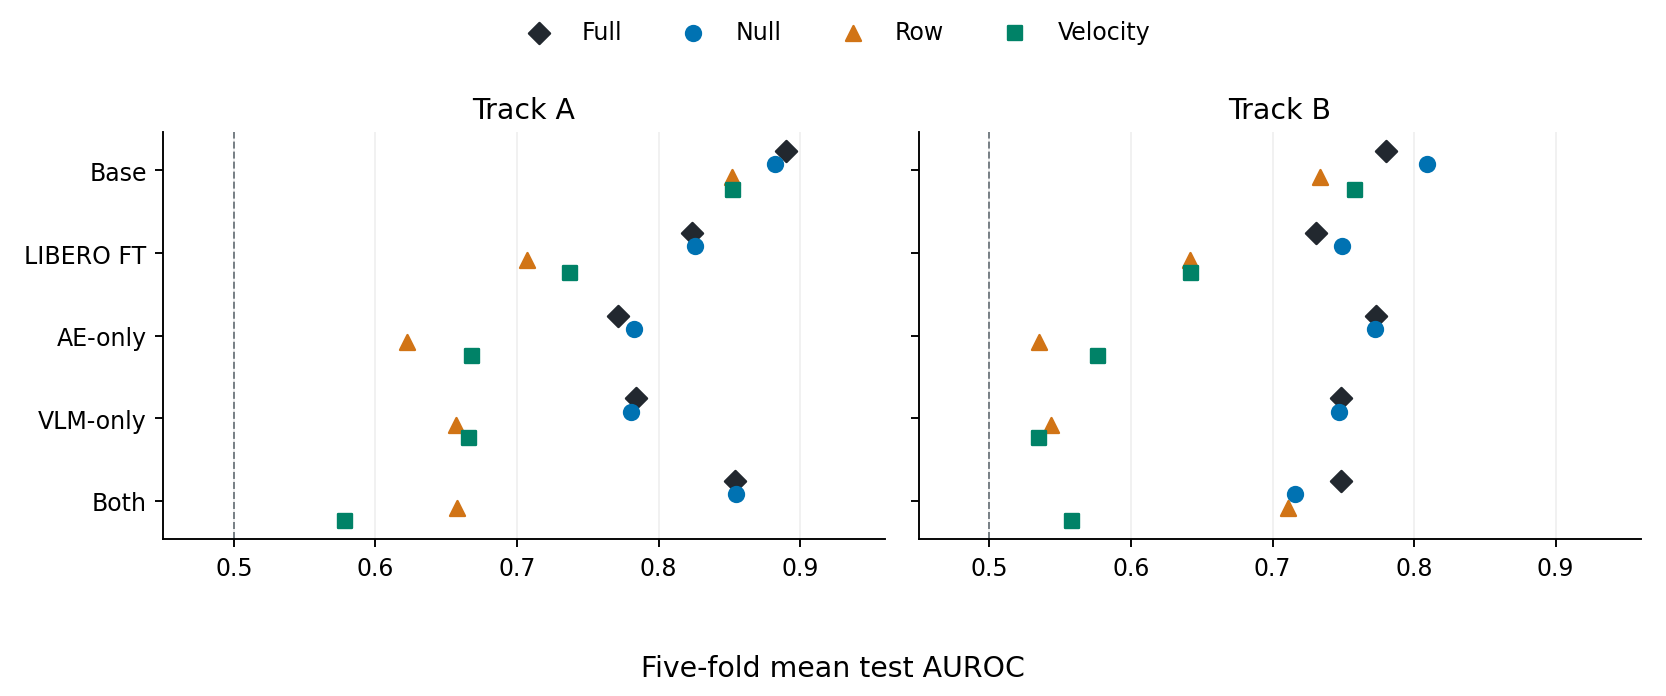 Full Null Row Velocity
Track A Track B
Base
LIBERO FT
AE-only
VLM-only
Both
0.5 0.6 0.7 0.8 0.9 0.5 0.6 0.7 0.8 0.9
Five-fold mean test AUROC